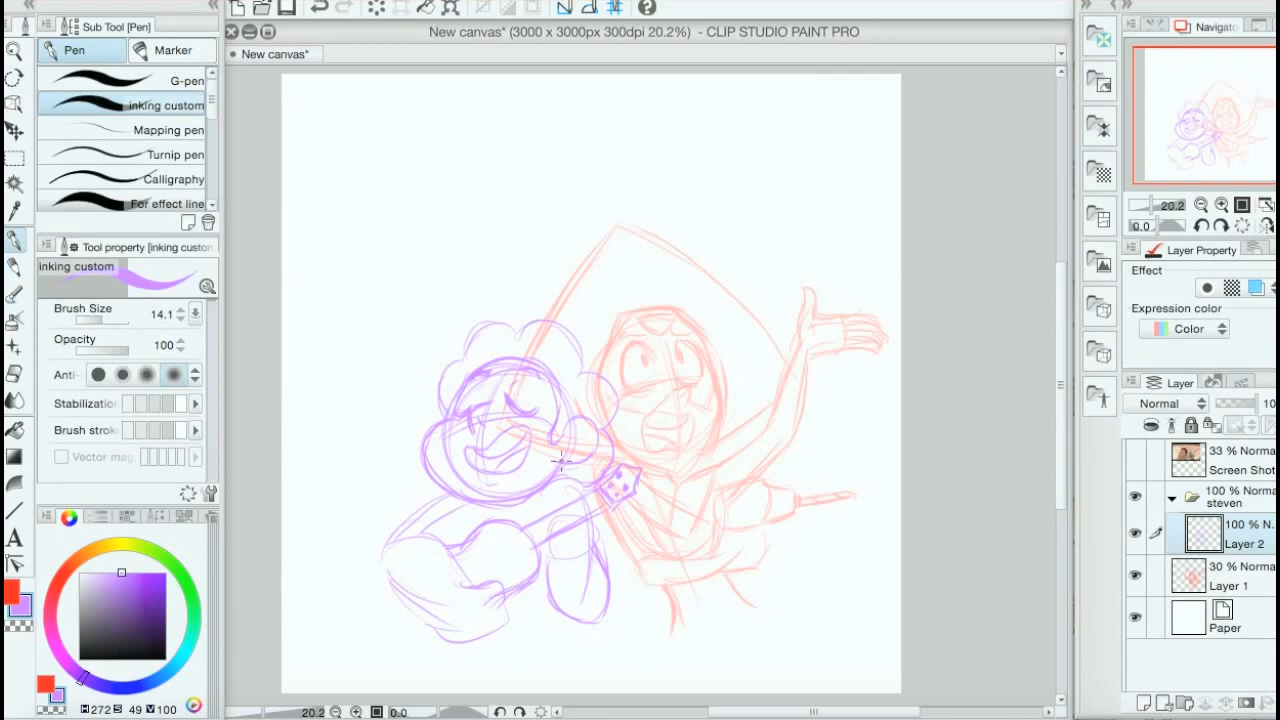 New canvas* (3000 x 3000px 300dpi 20.2%) - CLIP STUDIO PAINT PRO
Sub Tool [Pen]
Pen
Marker
New canvas*
G-pen
inking custom
Mapping pen
Turnip pen
Calligraphy
For effect line
Tool property [inking custom
inking custom
Brush Size
14.1
Opacity
100
Anti-
Stabilization
Brush strok
Vector mag
H 272 S 49 V 100
20.2
0.0
Navigator
20.2
0.0
Layer Property
Effect
Expression color
Color
Layer
Normal
10
33 % Norma
Screen Shot
100 % Norma
steven
100 % N..
Layer 2
30 % Norma
Layer 1
Paper